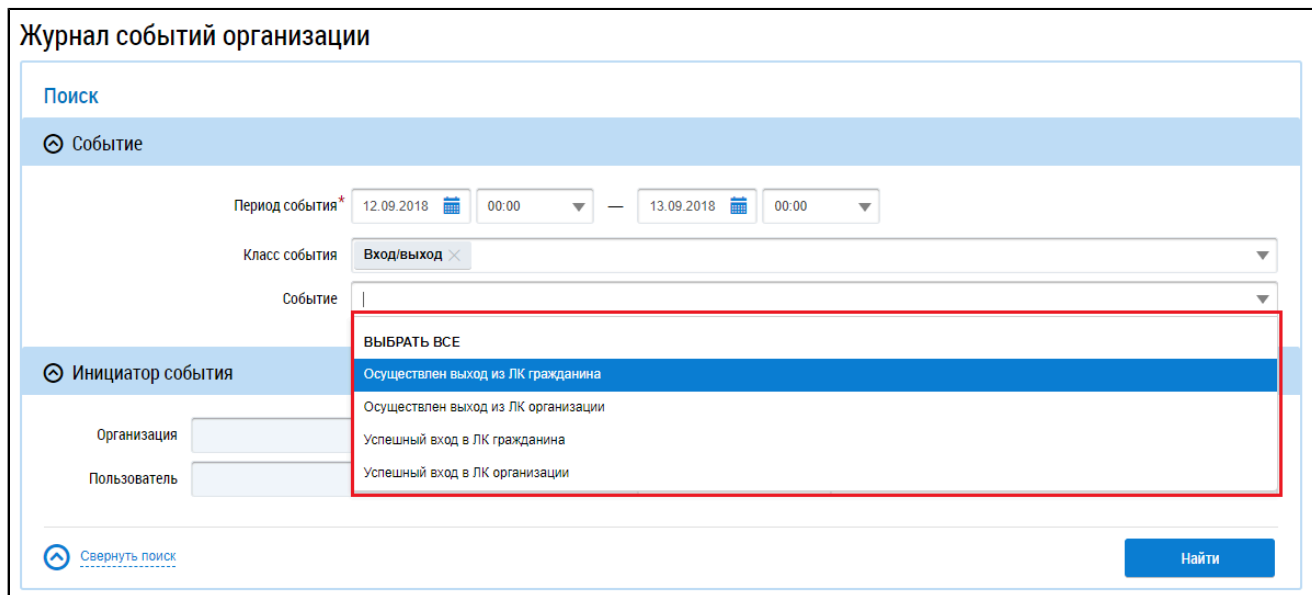 Журнал событий организации
Поиск
Событие
Период события* 12.09.2018 00:00 — 13.09.2018 00:00
Класс события Вход/выход
Событие
ВЫБРАТЬ ВСЕ
Осуществлен выход из ЛК гражданина
Осуществлен выход из ЛК организации
Успешный вход в ЛК гражданина
Успешный вход в ЛК организации
Инициатор события
Организация
Пользователь
Свернуть поиск
Найти